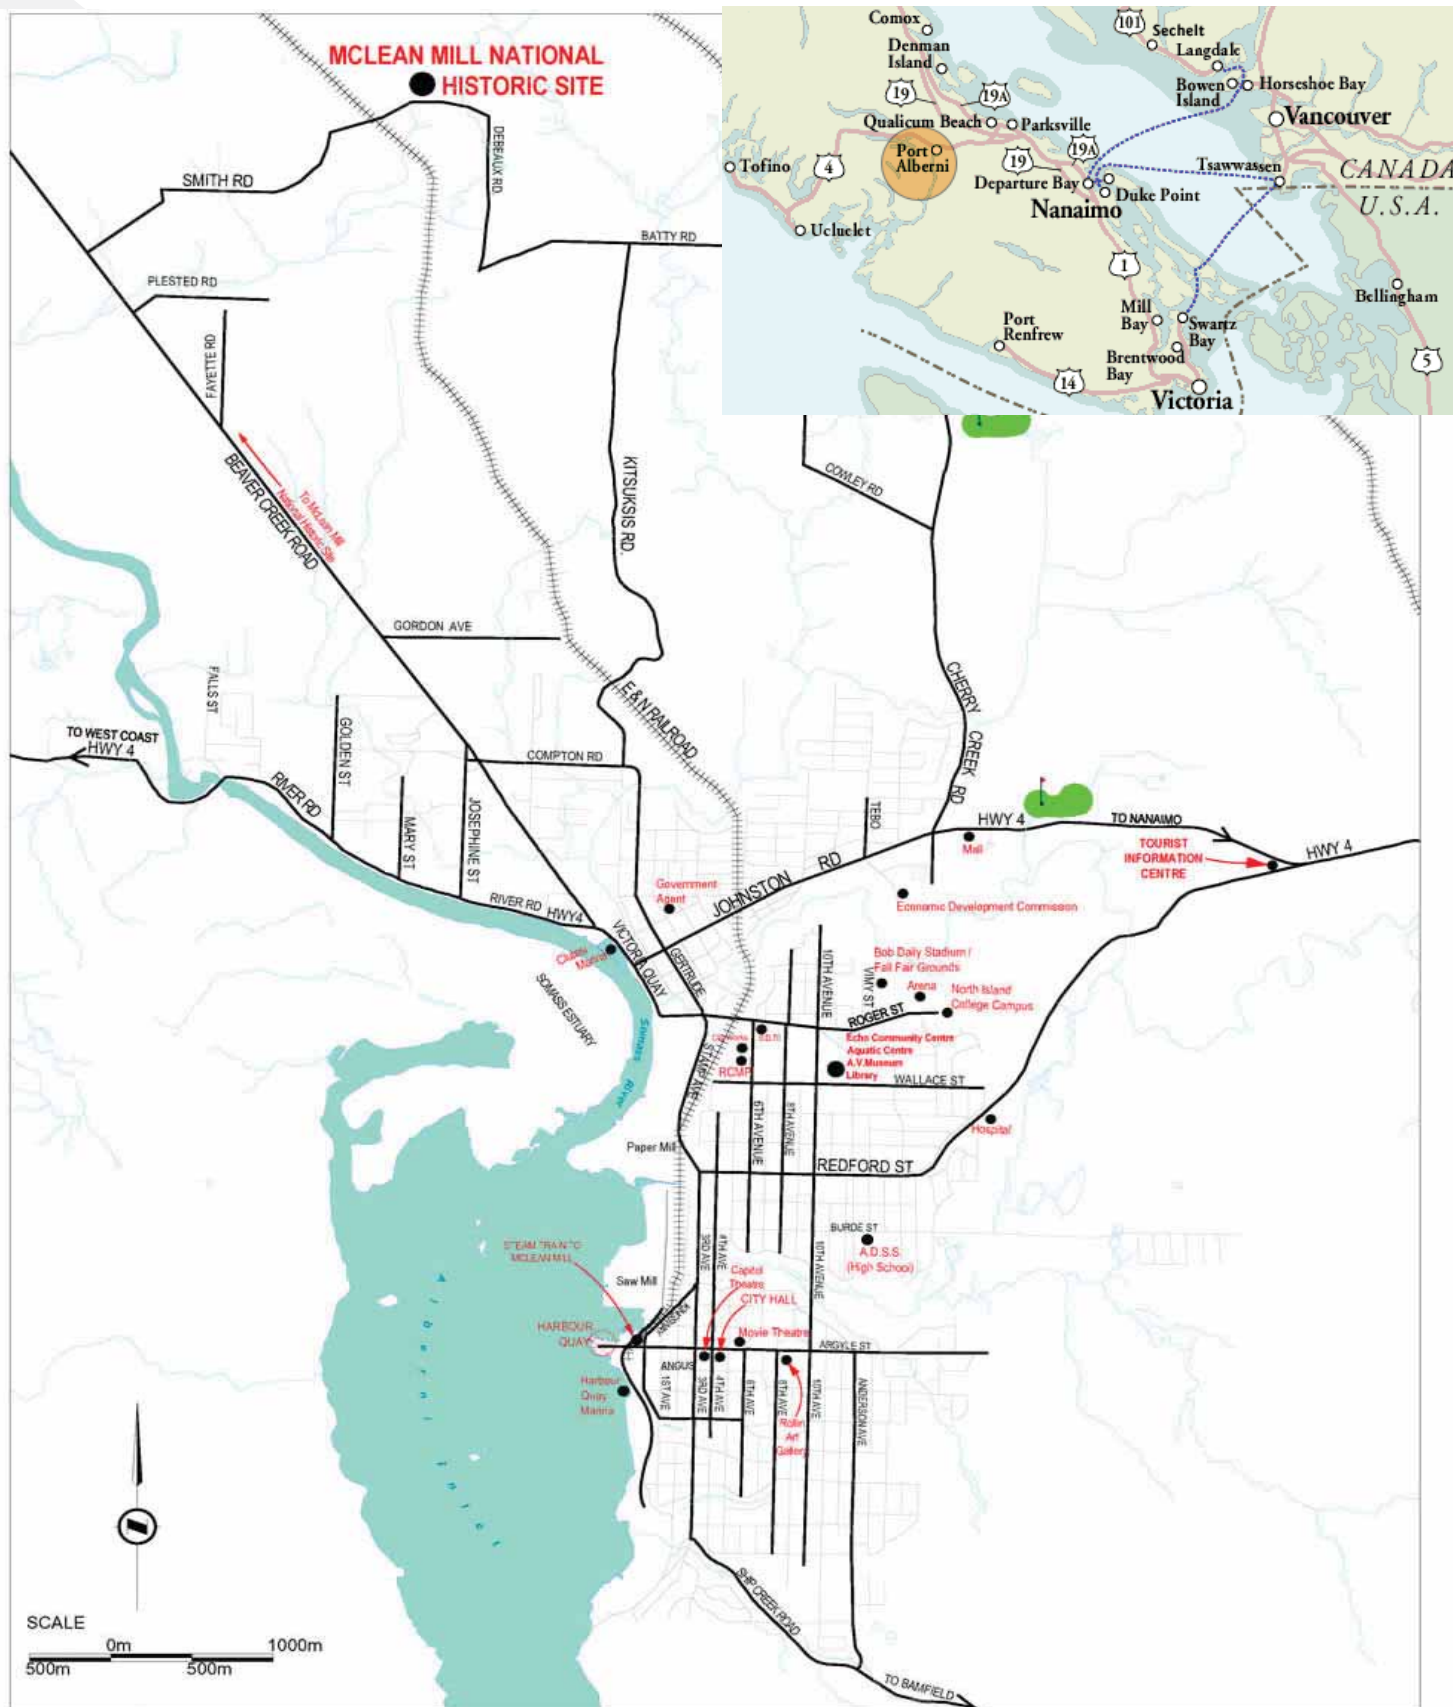 MCLEAN MILL NATIONAL
HISTORIC SITE
DEBEAUX RD.
SMITH RD
BATTY RD
PLESTED RD
FAYETTE RD
BEAVER CREEK ROAD
To McLean Mill
National Historic Site
KITSUKSIS RD.
Comox
Denman
Island
19
19A
Qualicum Beach
Parksville
Port
Alberni
Tofino
4
Ucluelet
19
19A
Departure Bay
Duke Point
Nanaimo
101
Sechelt
Langdale
Bowen
Island
Horseshoe Bay
Vancouver
Tsawwassen
CANADA
U.S.A.
1
Mill
Bay
Swartz
Bay
Brentwood
Bay
Port
Renfrew
14
Victoria
Bellingham
5
COWLEY RD
GORDON AVE
FALLS ST
GOLDEN ST
E & N RAILROAD
CHERRY
CREEK
RD
TO WEST COAST
HWY 4
RIVER RD
COMPTON RD
MARY ST
JOSEPHINE ST
TEBO
HWY 4
TO NANAIMO
Mall
TOURIST
INFORMATION
CENTRE
HWY 4
JOHNSTON RD
Government
Agent
Economic Development Commission
RIVER RD HWY4
VICTORIA QUAY
GERTRUDE
Clutesi
Marina
SOMASS ESTUARY
Somass River
10TH AVENUE
VIMY ST
Bob Daily Stadium /
Fall Fair Grounds
Arena
North Island
College Campus
ROGER ST
Echo Community Centre
Aquatic Centre
A.V.Museum
Library
RCMP
STAMP AVE
WALLACE ST
6TH AVENUE
8TH AVENUE
Hospital
Paper Mill
REDFORD ST
BURDE ST
A.D.S.S.
(High School)
3RD AVE
4TH AVE
10TH AVENUE
STEAM TRAIN TO
MCLEAN MILL
Saw Mill
Capitol
Theatre
CITY HALL
Movie Theatre
KINGSWAY
HARBOUR
QUAY
ARGYLE ST
ANGUS
Harbour
Quay
Marina
1ST AVE
3RD AVE
4TH AVE
6TH AVE
8TH AVE
10TH AVE
ANDERSON AVE
Rollin
Art
Gallery
Alberni Inlet
SHIP CREEK ROAD
TO BAMFIELD
SCALE
0m
1000m
500m
500m